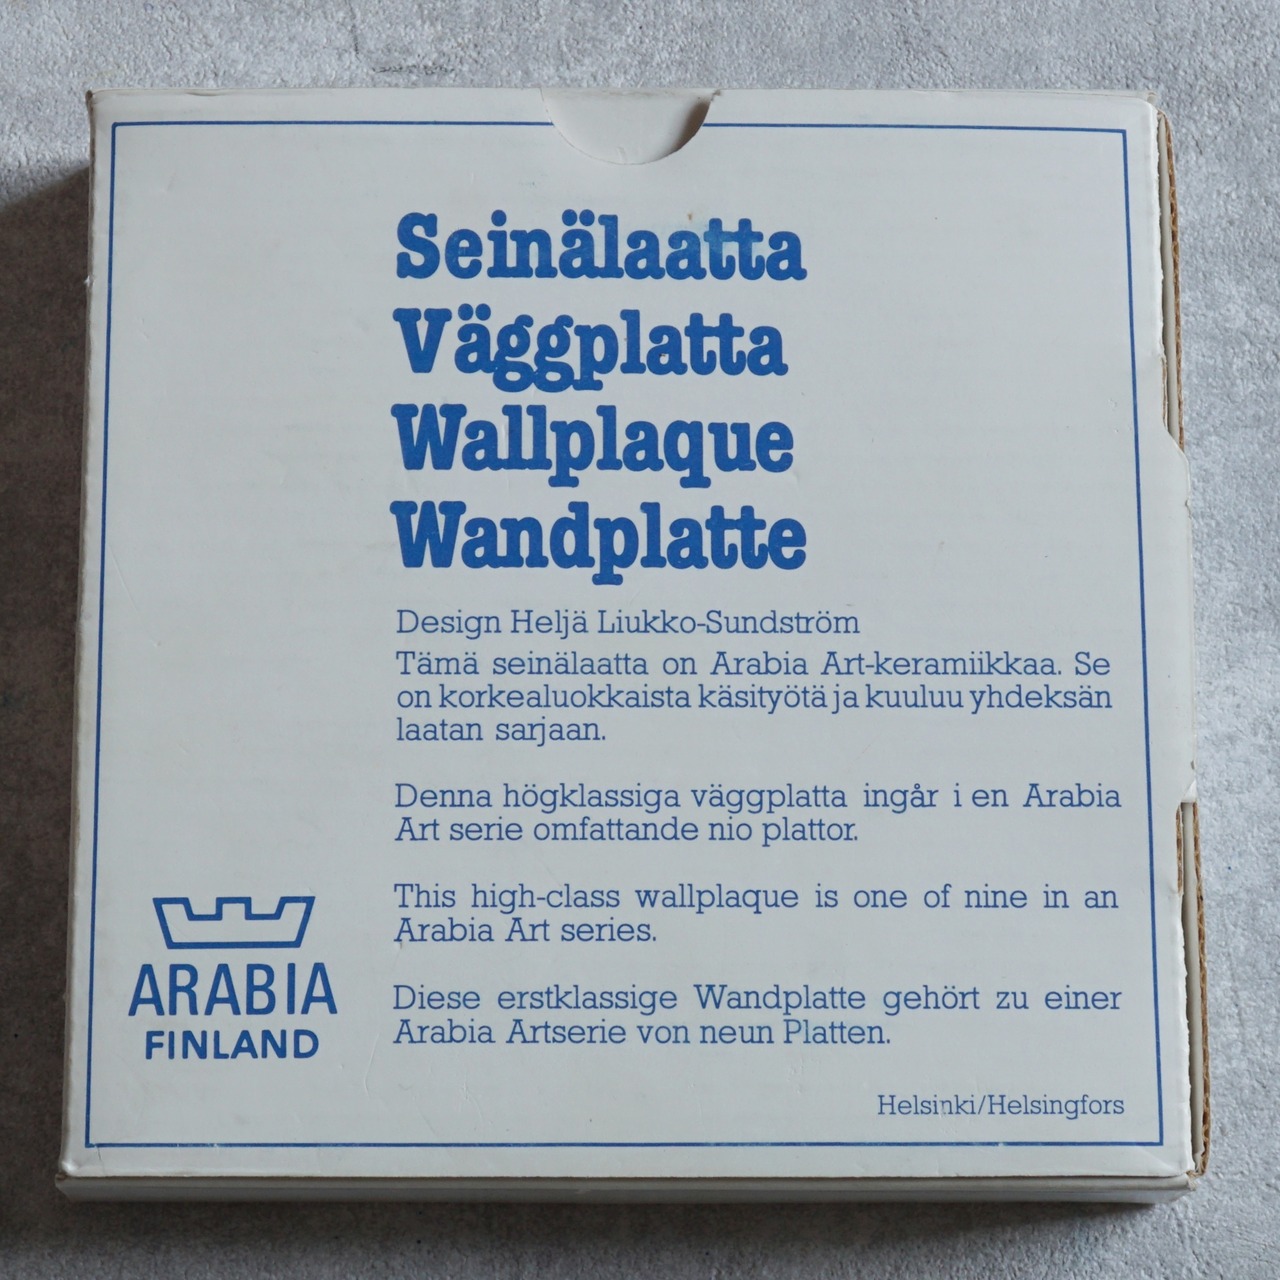 Seinälaatta
Väggplatta
Wallplaque
Wandplatte
Design Heljä Liukko-Sundström
Tämä seinälaatta on Arabia Art-keramiikkaa. Se
on korkealuokkaista käsityötä ja kuuluu yhdeksän
laatan sarjaan.
Denna högklassiga väggplatta ingår i en Arabia
Art serie omfattande nio plattor.
This high-class wallplaque is one of nine in an
Arabia Art series.
Diese erstklassige Wandplatte gehört zu einer
Arabia Artserie von neun Platten.
ARABIA
FINLAND
Helsinki/Helsingfors